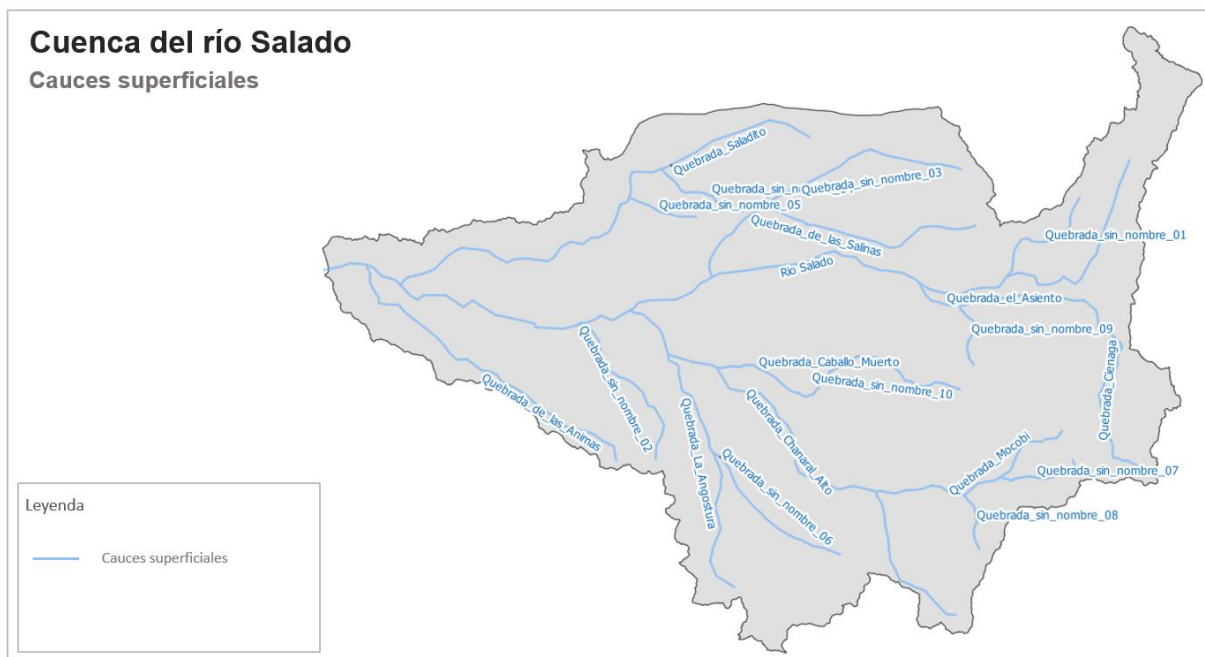 Cuenca del río Salado
Cauces superficiales
Quebrada_Saladito
Quebrada_sin_no
Quebrada_sin_nombre_03
Quebrada_sin_nombre_05
Quebrada_de_las_Salinas
Quebrada_sin_nombre_01
Rio Salado
Quebrada_el_Asiento
Quebrada_sin_nombre_09
Quebrada_sin_nombre_02
Quebrada_Caballo_Muerto
Quebrada_sin_nombre_10
Quebrada_Cienaga
Quebrada_de_las_Animas
Quebrada_La_Angostura
Quebrada_Chanaral_Alto
Quebrada_Mocobi
Quebrada_sin_nombre_07
Quebrada_sin_nombre_06
Quebrada_sin_nombre_08
Leyenda
Cauces superficiales